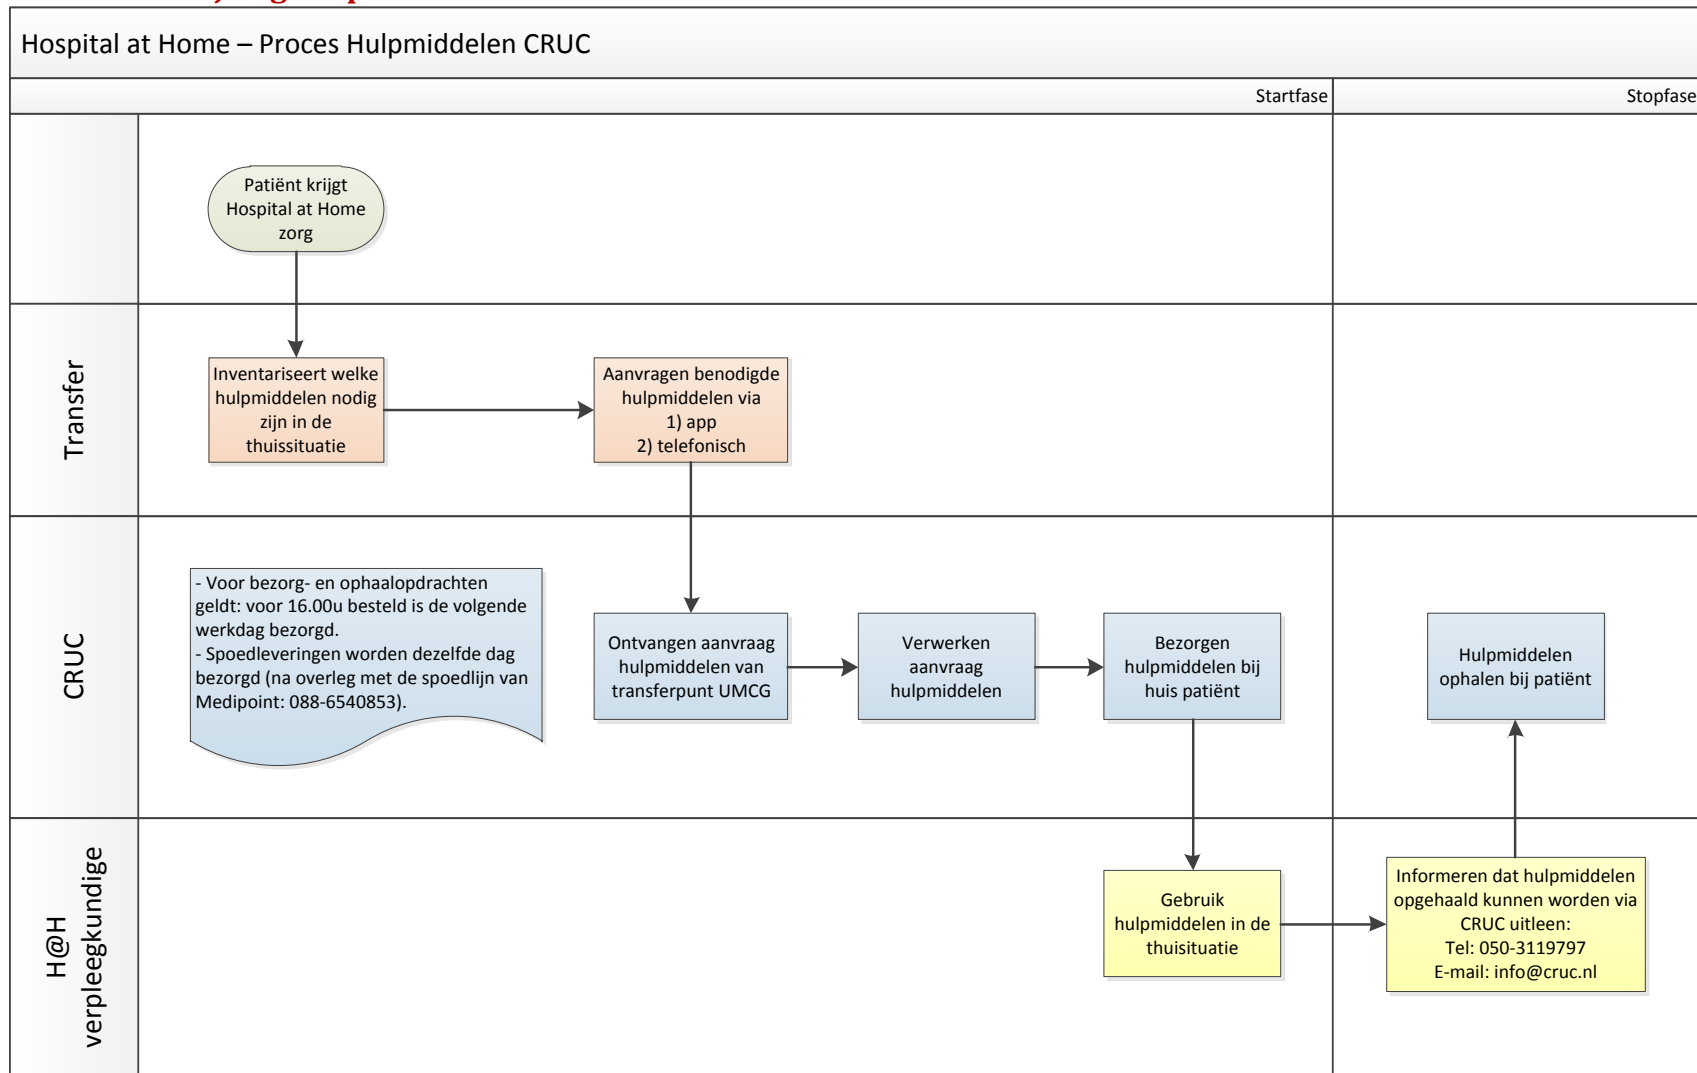 Hospital at Home – Proces Hulpmiddelen CRUC
Startfase
Stopfase
Patiënt krijgt
Hospital at Home
zorg
Transfer
Inventariseert welke
hulpmiddelen nodig
zijn in de
thuissituatie
Aanvragen benodigde
hulpmiddelen via
1) app
2) telefonisch
CRUC
- Voor bezorg- en ophaalopdrachten
geldt: voor 16.00u besteld is de volgende
werkdag bezorgd.
- Spoedleveringen worden dezelfde dag
bezorgd (na overleg met de spoedlijn van
Medipoint: 088-6540853).
Ontvangen aanvraag
hulpmiddelen van
transferpunt UMCG
Verwerken
aanvraag
hulpmiddelen
Bezorgen
hulpmiddelen bij
huis patiënt
Hulpmiddelen
ophalen bij patiënt
H@H
verpleegkundige
Gebruik
hulpmiddelen in de
thuisituatie
Informeren dat hulpmiddelen
opgehaald kunnen worden via
CRUC uitleen:
Tel: 050-3119797
E-mail: info@cruc.nl